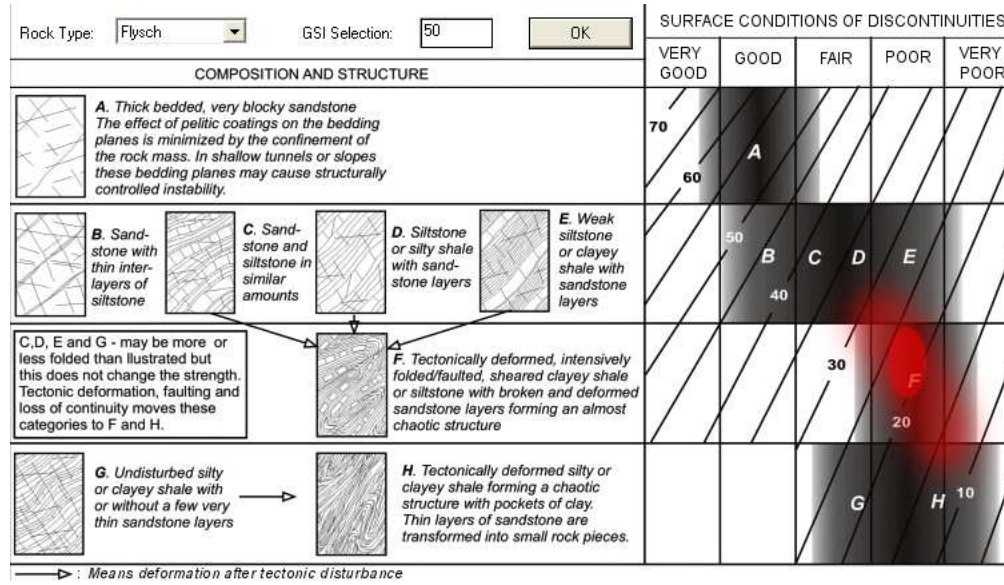 Rock Type: Flysch GSI Selection: 50 OK
SURFACE CONDITIONS OF DISCONTINUITIES
VERY GOOD
GOOD
FAIR
POOR
VERY POOR
COMPOSITION AND STRUCTURE
A. Thick bedded, very blocky sandstone
The effect of pelitic coatings on the bedding
planes is minimized by the confinement
of the rock mass. In shallow tunnels or slopes
these bedding planes may cause structurally
controlled instability.
70
60
A
B. Sand-
stone with
thin inter-
layers of
siltstone
C. Sand-
stone and
siltstone in
similar
amounts
D. Siltstone
or silty shale
with sand-
stone layers
E. Weak
siltstone
or clayey
shale with
sandstone
layers
50
B
C
D
E
40
C,D, E and G - may be more or
less folded than llustrated but
this does not change the strength.
Tectonic deformation, faulting and
loss of continuity moves these
categories to F and H.
F. Tectonically deformed, intensively
folded/faulted, sheared clayey shale
or siltstone with broken and deformed
sandstone layers forming an almost
chaotic structure
30
F
20
G. Undisturbed silty
or clayey shale with
or without a few very
thin sandstone layers
H. Tectonically deformed silty or
clayey shale forming a chaotic
structure with pockets of clay.
Thin layers of sandstone are
transformed into small rock pieces.
G
H
10
: Means deformation after tectonic disturbance